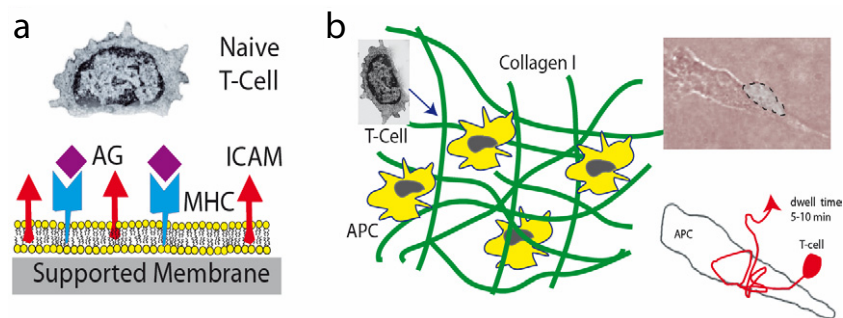 a
Naive
T-Cell
AG
ICAM
MHC
Supported Membrane
b
Collagen I
T-Cell
APC
dwell time
5-10 min
APC
T-cell